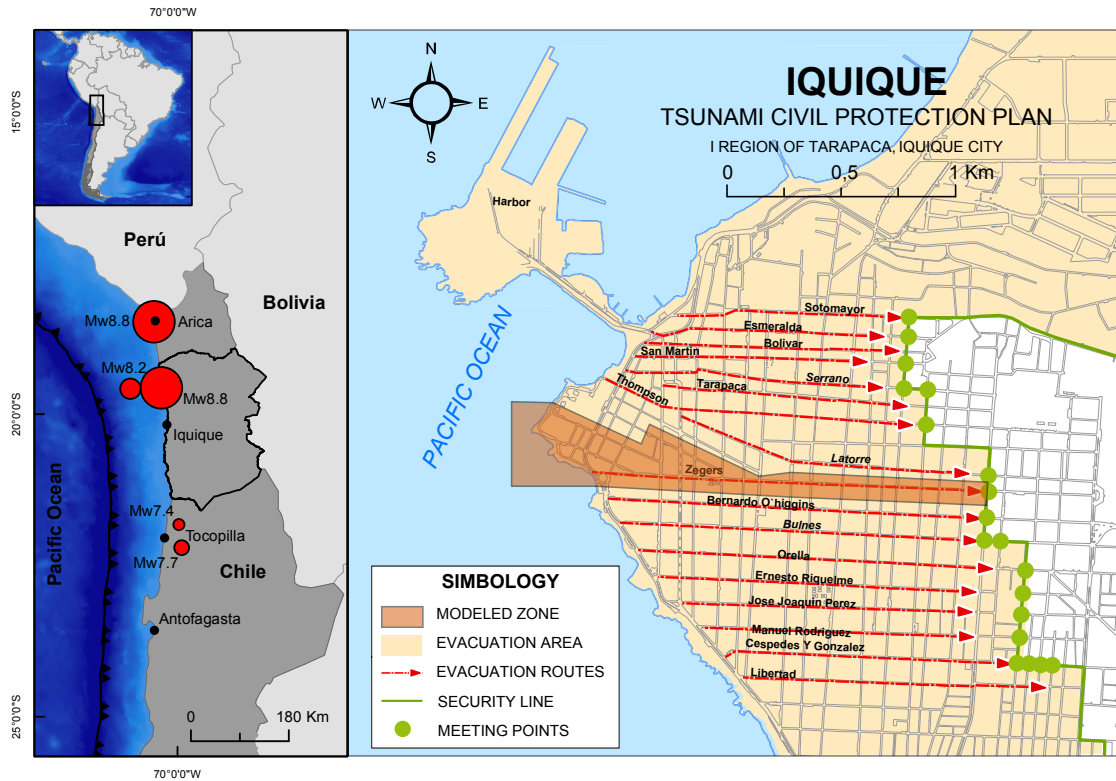 70°0'0"W
15°0'0"S
20°0'0"S
25°0'0"S
70°0'0"W
Perú
Bolivia
Mw8.8
Arica
Mw8.2
Mw8.8
Iquique
Mw7.4
Tocopilla
Mw7.7
Chile
Antofagasta
Pacific Ocean
0 180 Km
N
W E
S
IQUIQUE
TSUNAMI CIVIL PROTECTION PLAN
I REGION OF TARAPACA, IQUIQUE CITY
0 0,5 1 Km
Harbor
PACIFIC OCEAN
Sotomayor
Esmeralda
Bolivar
San Martin
Serrano
Tarapaca
Thompson
Latorre
Zegers
Bernardo O`higgins
Bulnes
Orella
Ernesto Riquelme
Jose Joaquin Perez
Manuel Rodriguez
Cespedes Y Gonzalez
Libertad
SIMBOLOGY
MODELED ZONE
EVACUATION AREA
EVACUATION ROUTES
SECURITY LINE
MEETING POINTS